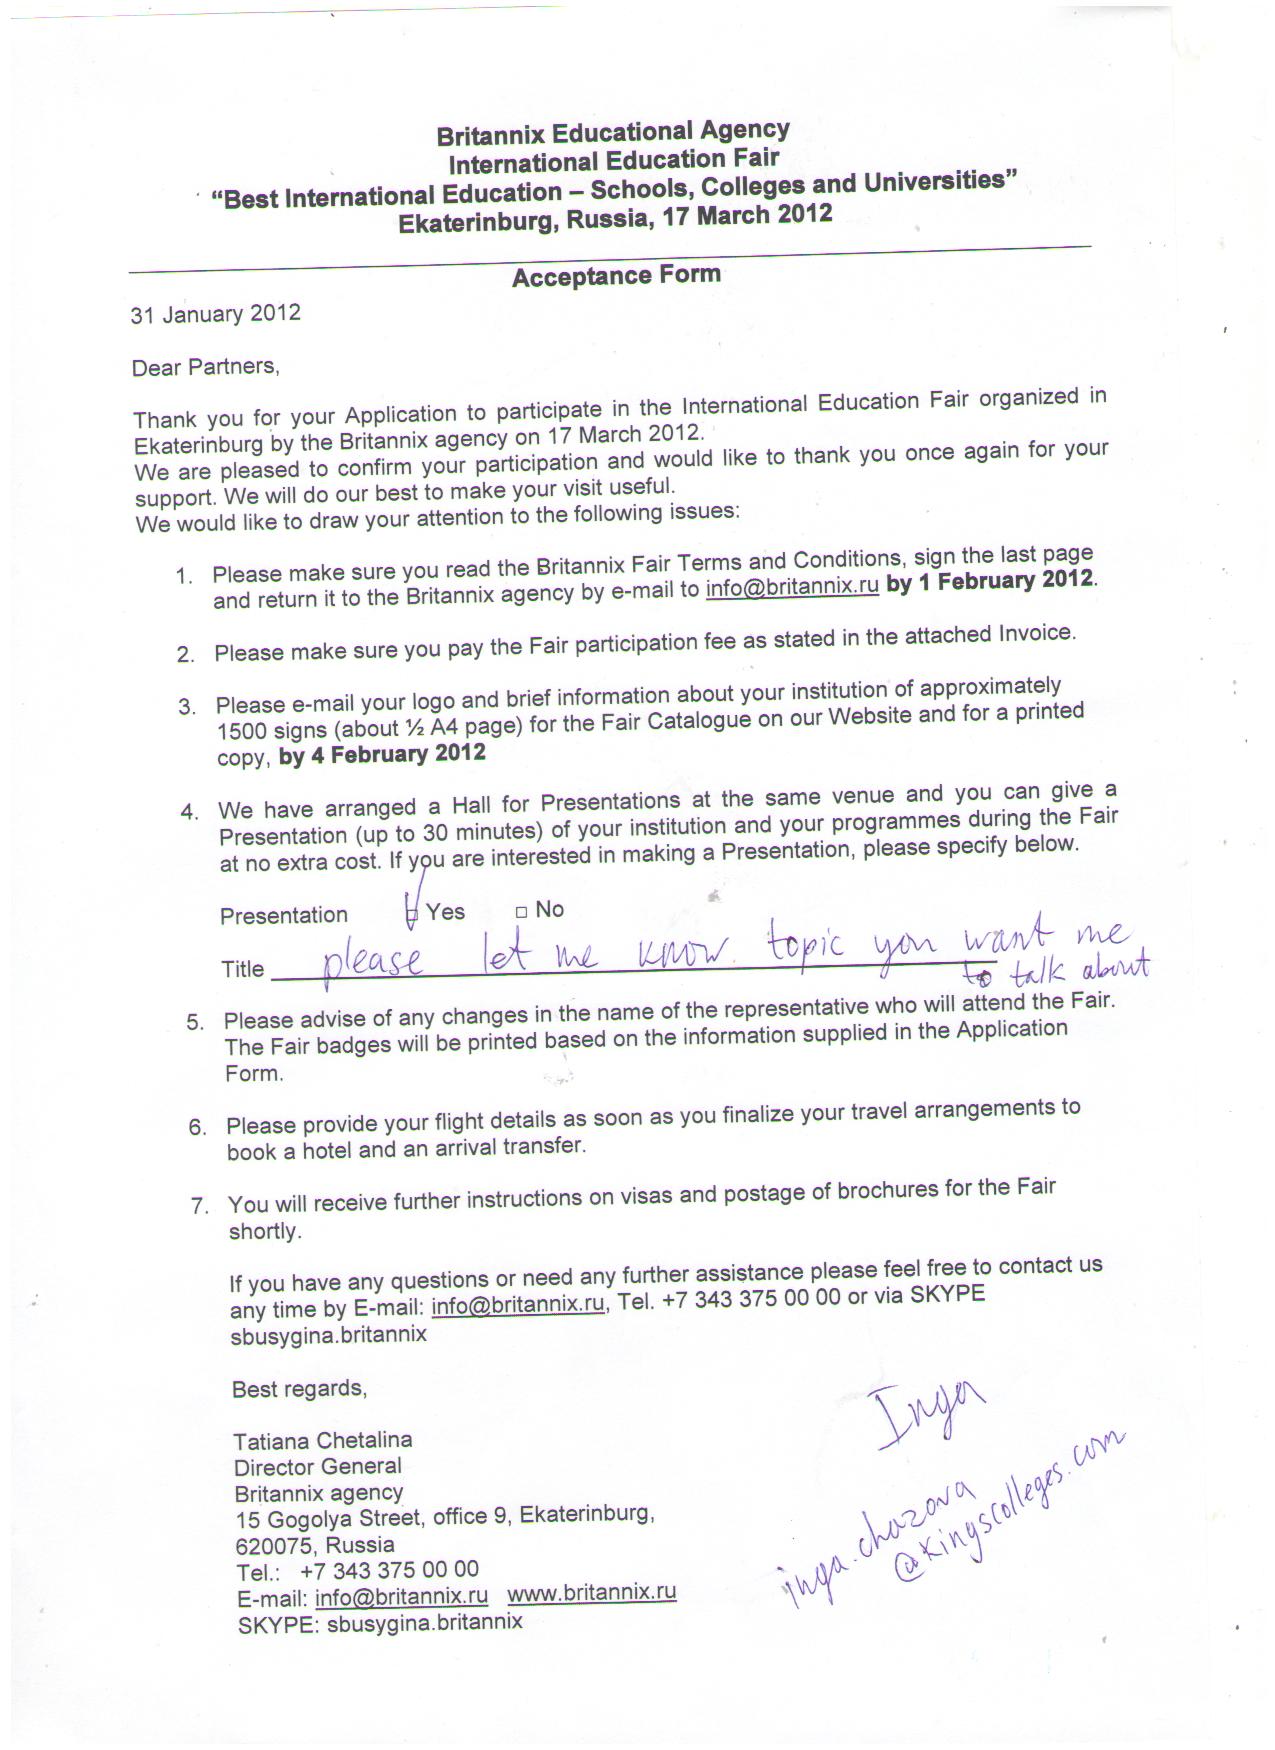 Britannix Educational Agency
International Education Fair
“Best International Education – Schools, Colleges and Universities”
Ekaterinburg, Russia, 17 March 2012
Acceptance Form
31 January 2012
Dear Partners,
Thank you for your Application to participate in the International Education Fair organized in
Ekaterinburg by the Britannix agency on 17 March 2012.
We are pleased to confirm your participation and would like to thank you once again for your
support. We will do our best to make your visit useful.
We would like to draw your attention to the following issues:
1. Please make sure you read the Britannix Fair Terms and Conditions, sign the last page
and return it to the Britannix agency by e-mail to info@britannix.ru by 1 February 2012.
2. Please make sure you pay the Fair participation fee as stated in the attached Invoice.
3. Please e-mail your logo and brief information about your institution of approximately
1500 signs (about ½ A4 page) for the Fair Catalogue on our Website and for a printed
copy, by 4 February 2012
4. We have arranged a Hall for Presentations at the same venue and you can give a
Presentation (up to 30 minutes) of your institution and your programmes during the Fair
at no extra cost. If you are interested in making a Presentation, please specify below.
Presentation ☑ Yes □ No
Title please let me know topic you want me
to talk about
5. Please advise of any changes in the name of the representative who will attend the Fair.
The Fair badges will be printed based on the information supplied in the Application
Form.
6. Please provide your flight details as soon as you finalize your travel arrangements to
book a hotel and an arrival transfer.
7. You will receive further instructions on visas and postage of brochures for the Fair
shortly.
If you have any questions or need any further assistance please feel free to contact us
any time by E-mail: info@britannix.ru, Tel. +7 343 375 00 00 or via SKYPE
sbusygina.britannix
Best regards,
Tatiana Chetalina
Director General
Britannix agency
15 Gogolya Street, office 9, Ekaterinburg,
620075, Russia
Tel.: +7 343 375 00 00
E-mail: info@britannix.ru www.britannix.ru
SKYPE: sbusygina.britannix
Inga
inga.chazova
@kingscolleges.com